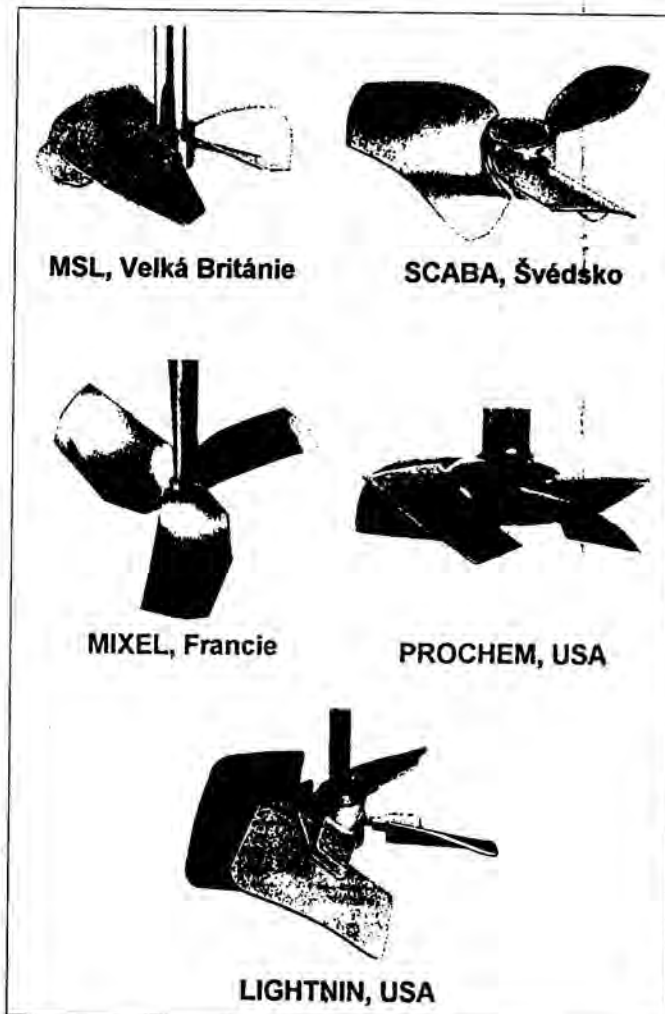 MSL, Velká Británie
SCABA, Švédsko
MIXEL, Francie
PROCHEM, USA
LIGHTNIN, USA